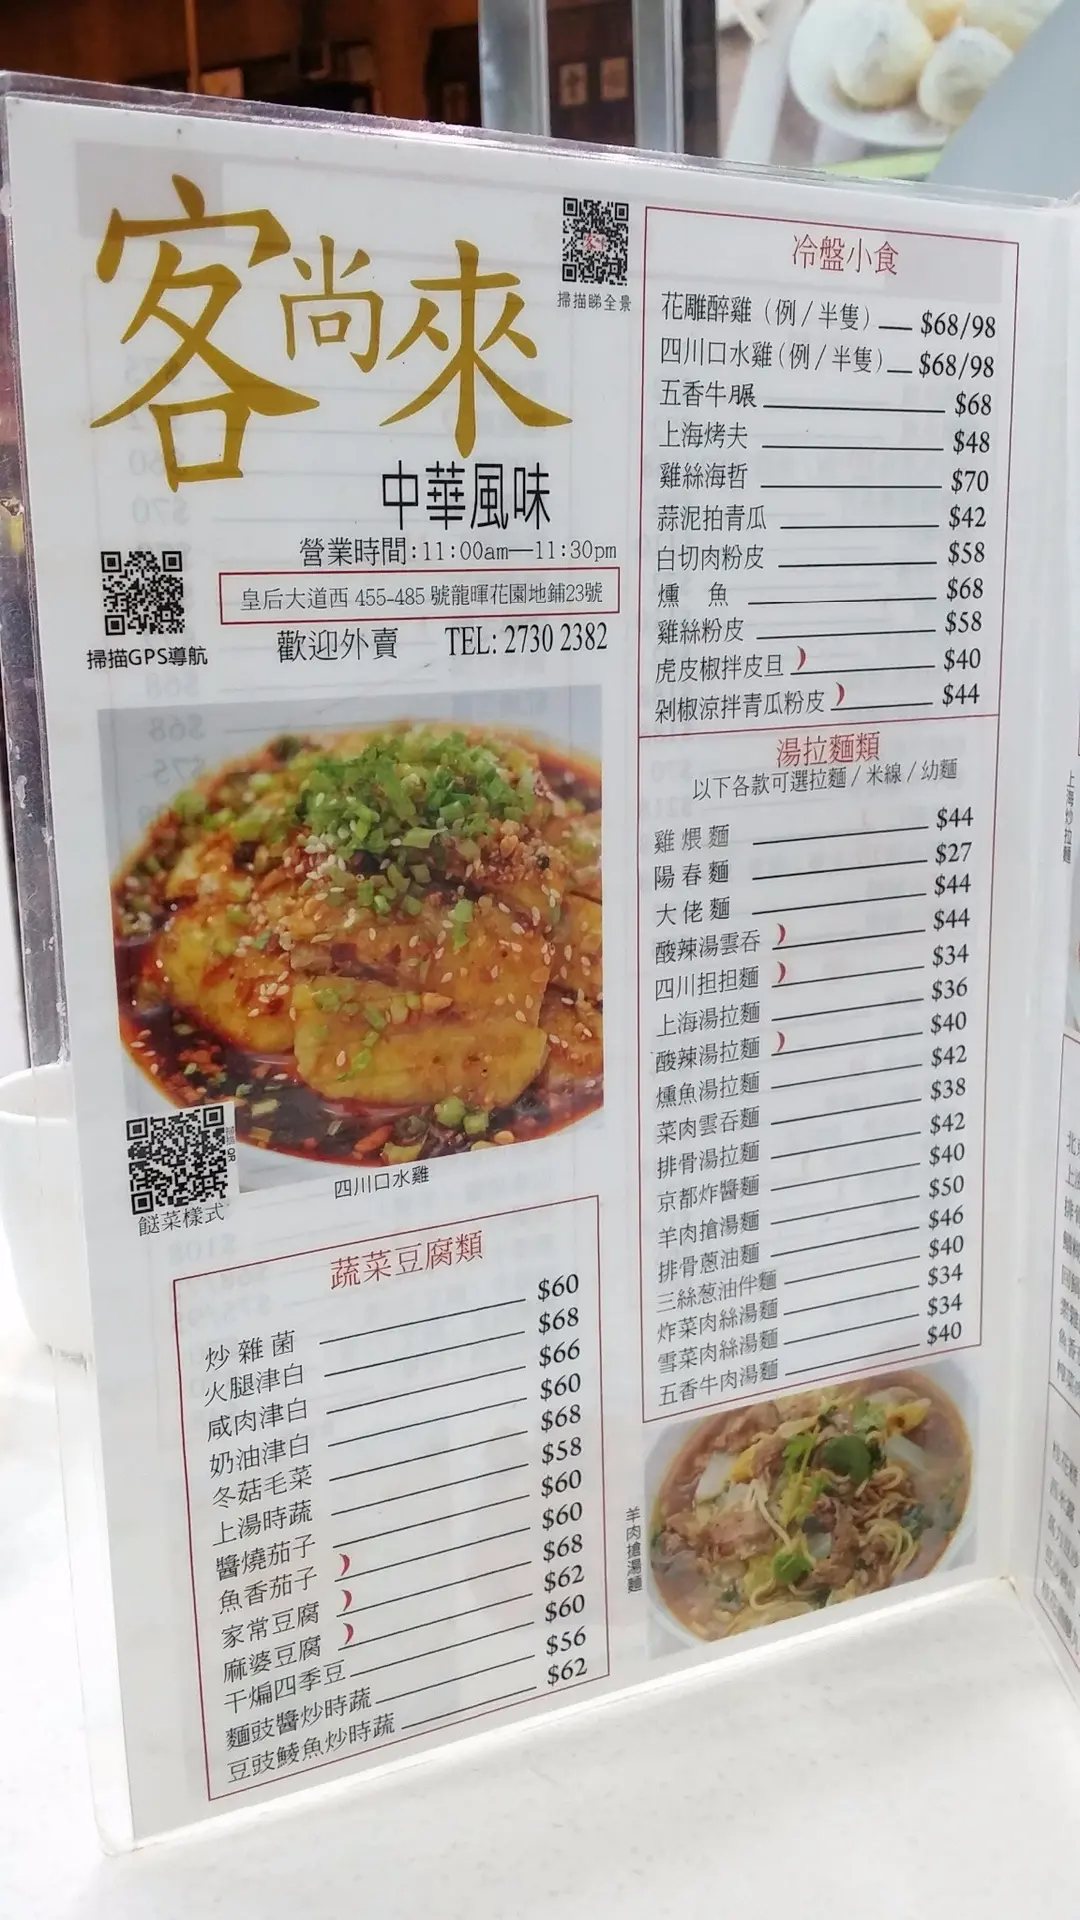 客尚來
中華風味
掃描睇全景
營業時間:11:00am—11:30pm
皇后大道西 455-485 號龍暉花園地鋪23號
掃描GPS導航
歡迎外賣 TEL: 2730 2382
四川口水雞
餸菜樣式
蔬菜豆腐類
炒雜菌 $60
火腿津白 $68
咸肉津白 $66
奶油津白 $60
冬菇毛菜 $68
上湯時蔬 $58
醬燒茄子 $60
魚香茄子 $60
家常豆腐 $68
麻婆豆腐 $62
干煸四季豆 $60
麵豉醬炒時蔬 $56
豆豉鯪魚炒時蔬 $62
冷盤小食
花雕醉雞 (例 / 半隻) $68/98
四川口水雞 (例 / 半隻) $68/98
五香牛𦟌 $68
上海烤夫 $48
雞絲海哲 $70
蒜泥拍青瓜 $42
白切肉粉皮 $58
燻魚 $68
雞絲粉皮 $58
虎皮椒拌皮旦 $40
剁椒涼拌青瓜粉皮 $44
湯拉麵類
以下各款可選拉麵 / 米線 / 幼麵
雞煨麵 $44
陽春麵 $27
大佬麵 $44
酸辣湯雲吞 $44
四川担担麵 $34
上海湯拉麵 $36
酸辣湯拉麵 $40
燻魚湯拉麵 $42
菜肉雲吞麵 $38
排骨湯拉麵 $42
京都炸醬麵 $40
羊肉搶湯麵 $50
排骨蔥油麵 $46
三絲葱油伴麵 $40
炸菜肉絲湯麵 $34
雪菜肉絲湯麵 $34
五香牛肉湯麵 $40
羊肉搶湯麵
上海炒拉麵